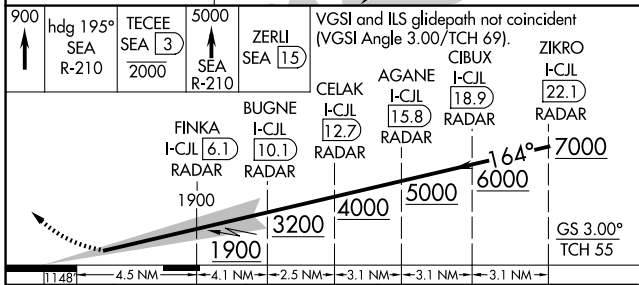 900
hdg 195°
SEA
R-210
TECEE
SEA 3
2000
5000
SEA
R-210
ZERLI
SEA 15
VGSI and ILS glidepath not coincident
(VGSI Angle 3.00/TCH 69).
ZIKRO
I-CJL
22.1
RADAR
CIBUX
I-CJL
18.9
RADAR
AGANE
I-CJL
15.8
RADAR
CELAK
I-CJL
12.7
RADAR
BUGNE
I-CJL
10.1
RADAR
FINKA
I-CJL 6.1
RADAR
1900
164°
7000
6000
5000
4000
3200
1900
GS 3.00°
TCH 55
1148'
4.5 NM
4.1 NM
2.5 NM
3.1 NM
3.1 NM
3.1 NM